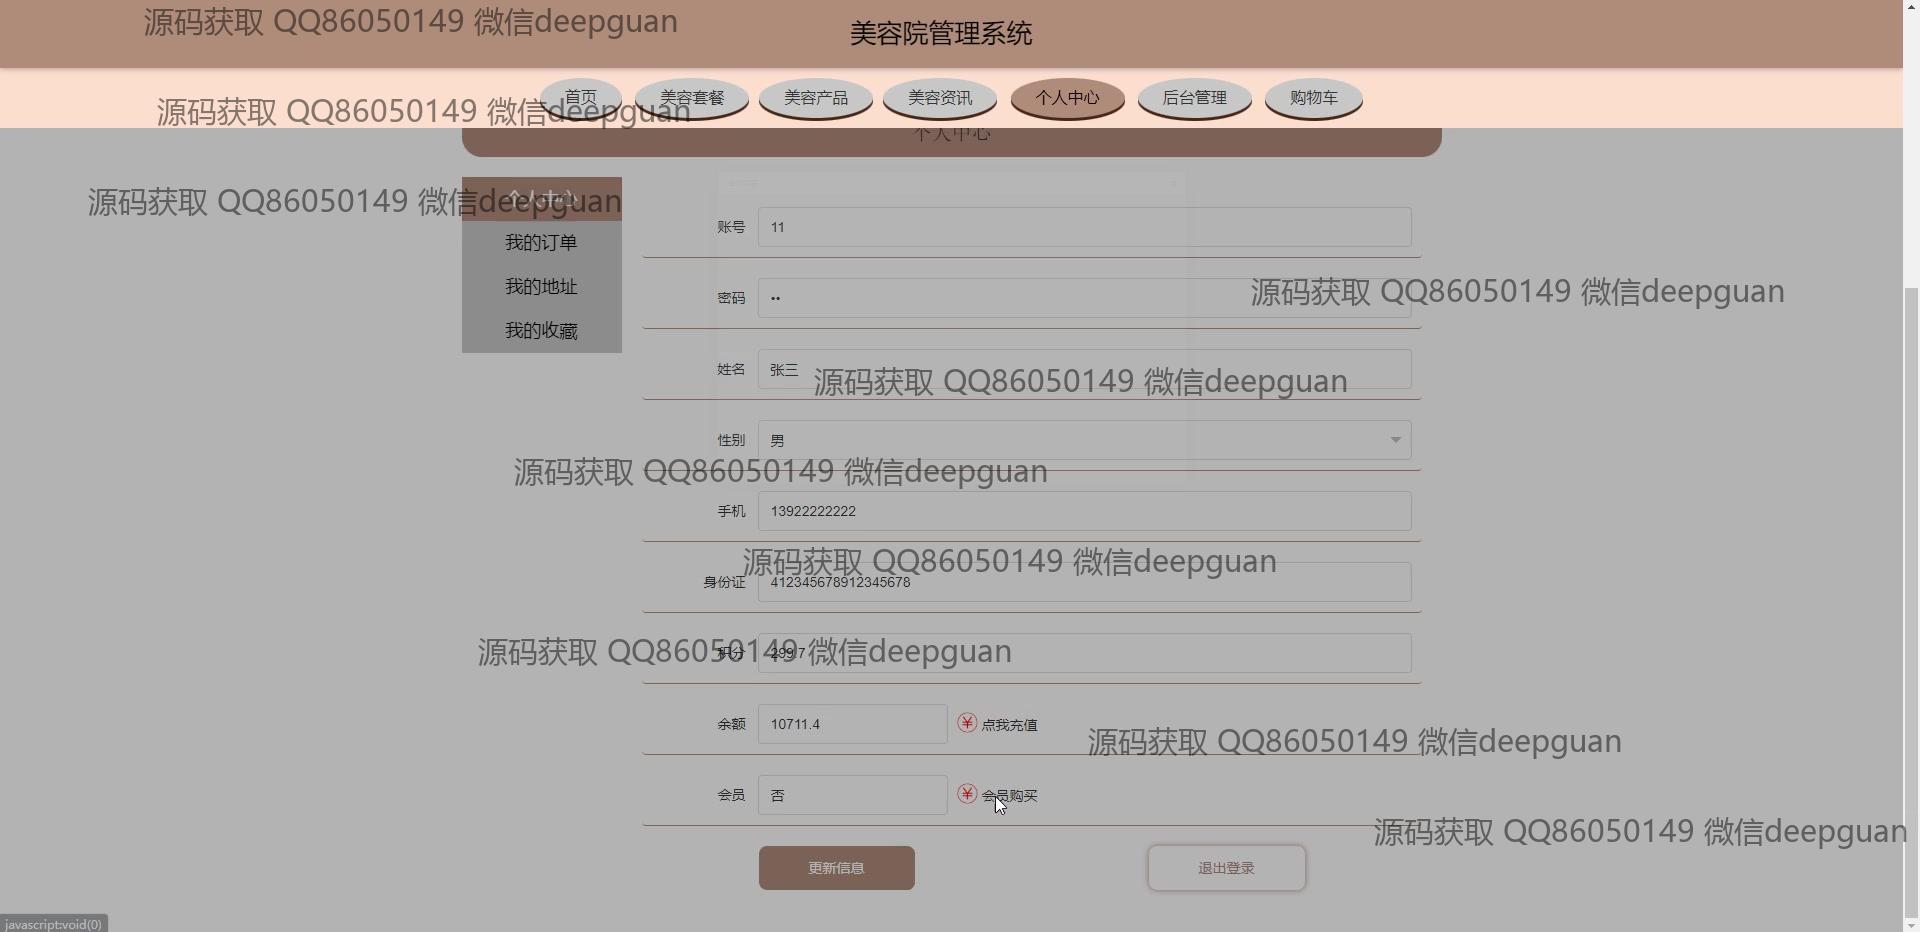 源码获取 QQ86050149 微信deepguan
美容院管理系统
首页 美容套餐 美容产品 美容资讯 个人中心 后台管理 购物车
源码获取 QQ86050149 微信deepguan
个人中心
源码获取 QQ86050149 微信deepguan
个人中心
我的订单
我的地址
我的收藏
账号 11
源码获取 QQ86050149 微信deepguan
密码 ••
姓名 张三
源码获取 QQ86050149 微信deepguan
性别 男
源码获取 QQ86050149 微信deepguan
手机 13922222222
源码获取 QQ86050149 微信deepguan
身份证 412345678912345678
源码获取 QQ86050149 微信deepguan
积分 299.7
余额 10711.4 点我充值
源码获取 QQ86050149 微信deepguan
会员 否 会员购买
源码获取 QQ86050149 微信deepguan
更新信息 退出登录
javascript:void(0)